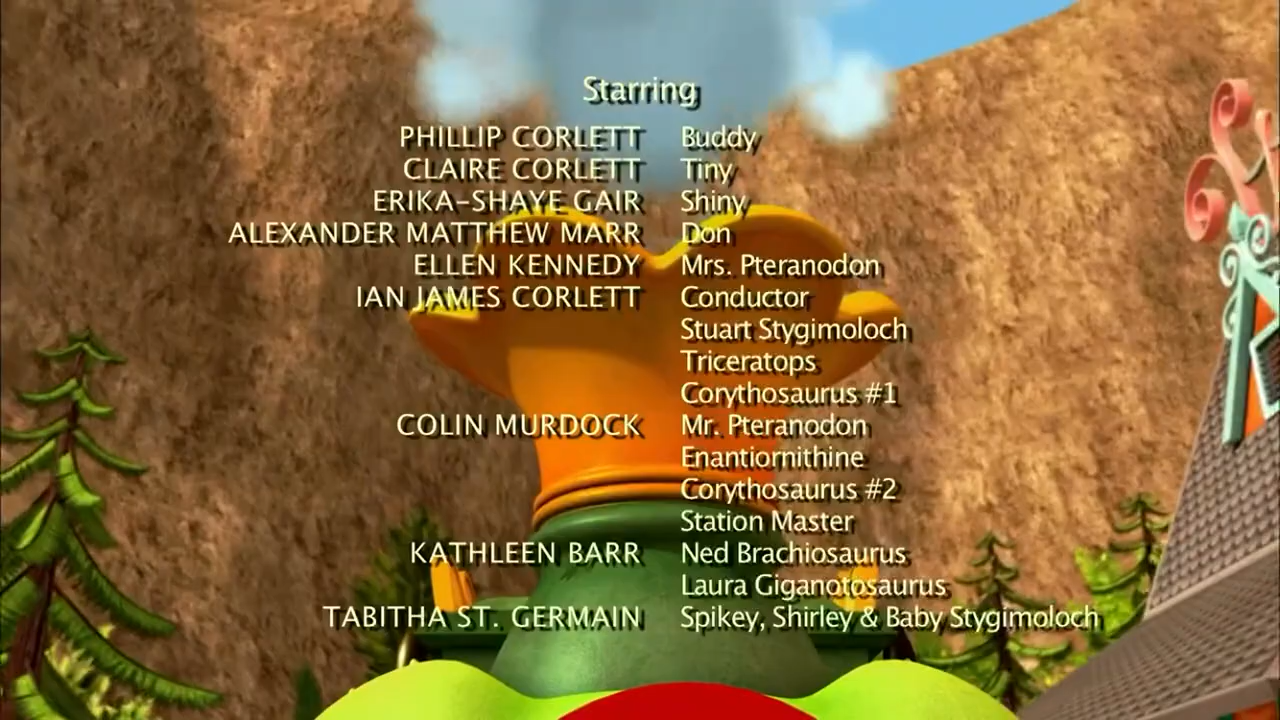 Starring
PHILLIP CORLETT Buddy
CLAIRE CORLETT Tiny
ERIKA-SHAYE GAIR Shiny
ALEXANDER MATTHEW MARR Don
ELLEN KENNEDY Mrs. Pteranodon
IAN JAMES CORLETT Conductor
Stuart Stygimoloch
Triceratops
Corythosaurus #1
COLIN MURDOCK Mr. Pteranodon
Enantiornithine
Corythosaurus #2
Station Master
KATHLEEN BARR Ned Brachiosaurus
Laura Giganotosaurus
TABITHA ST. GERMAIN Spikey, Shirley & Baby Stygimoloch